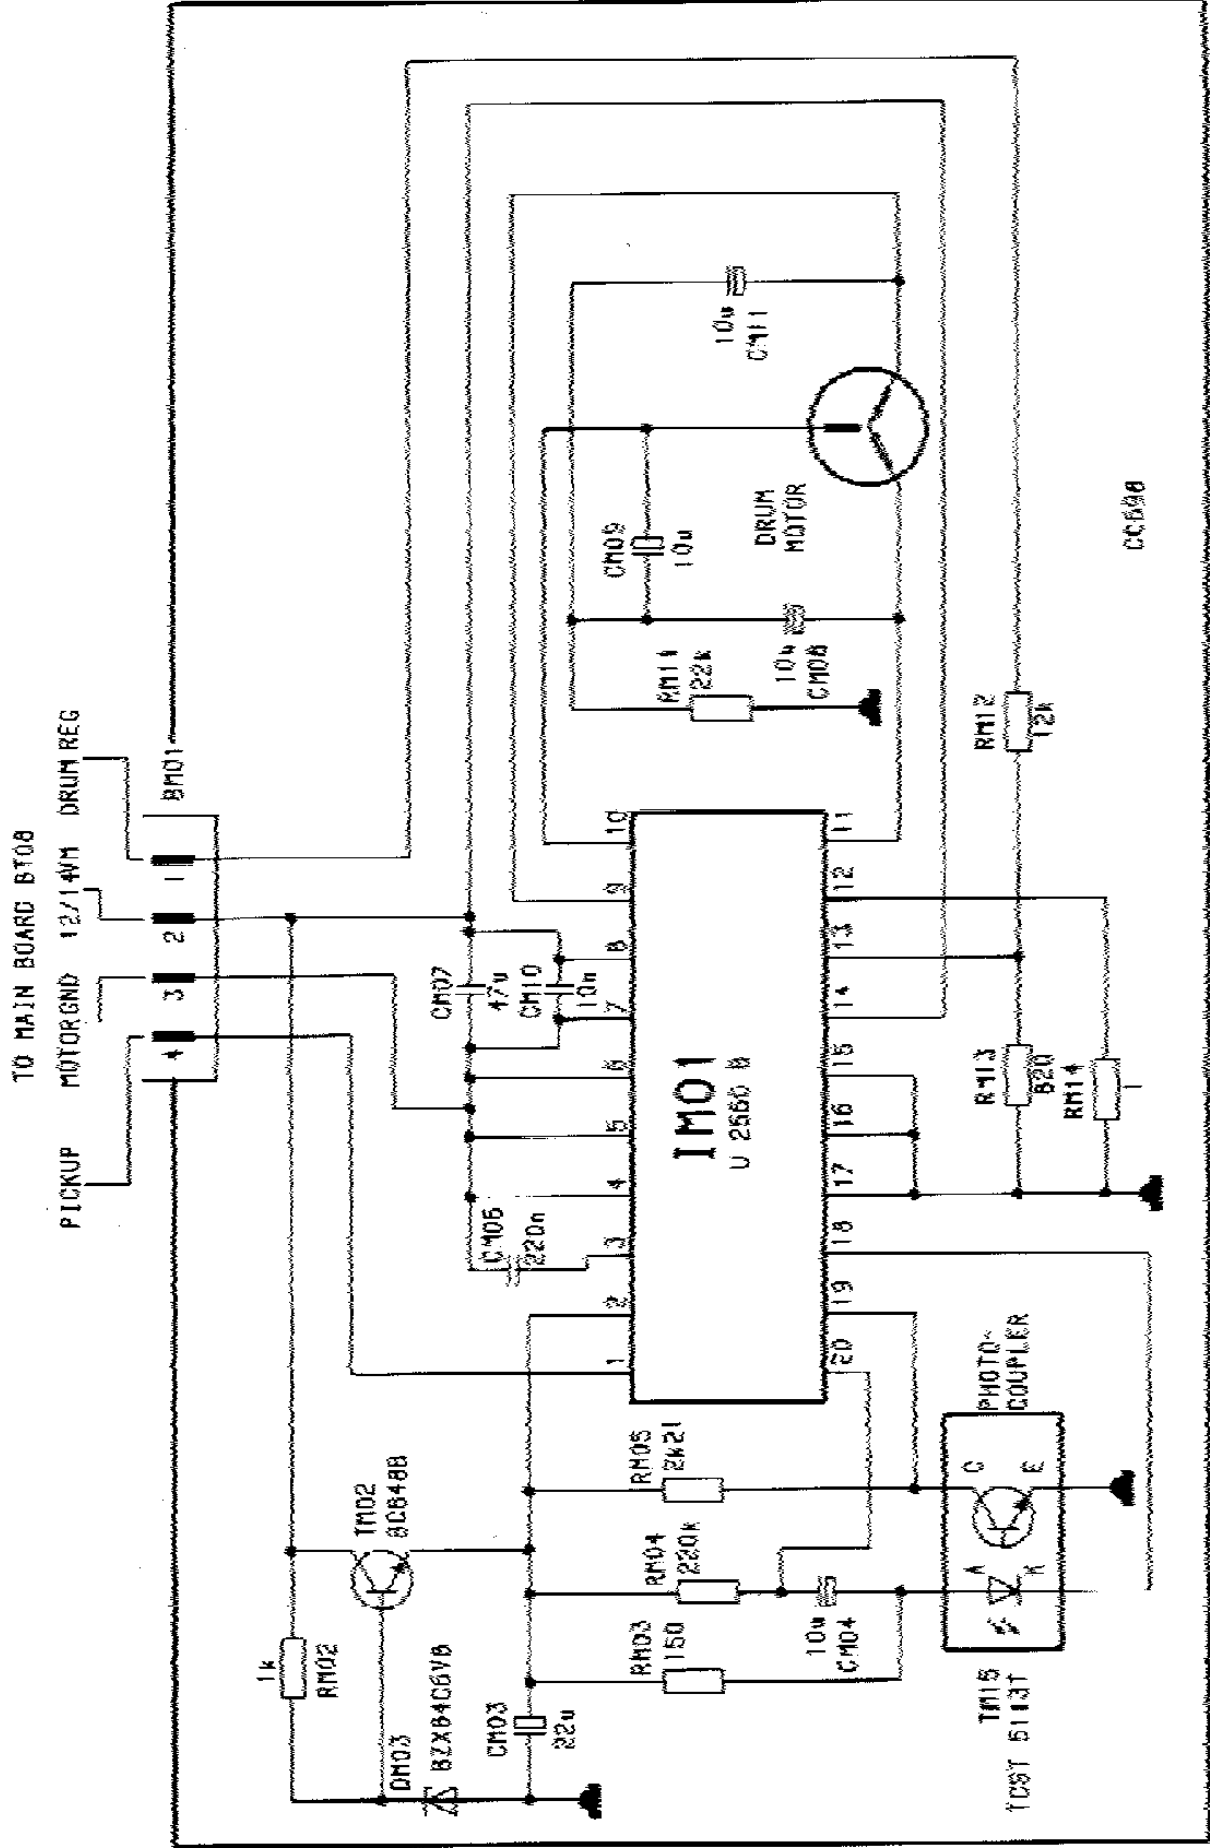 TO MAIN BOARD BT08
PICKUP
MOTORGND
12/14VM
DRUM REG
4
3
2
1
BM01
1k
RM02
TM02
BC848B
DM03
BZX84C6V8
CM03
22u
RM03
150
RM04
220k
RM05
2k21
10u
CM04
CM06
220n
CM07
47u
CM10
10n
1
2
3
4
5
6
7
8
9
10
IM01
U 2560 B
20
19
18
17
16
15
14
13
12
11
RM11
22k
10u
CM08
CM09
10u
10u
CM11
DRUM
MOTOR
RM12
12k
RM13
820
RM14
PHOTO-
COUPLER
A
K
C
E
TM15
TCST
CC690